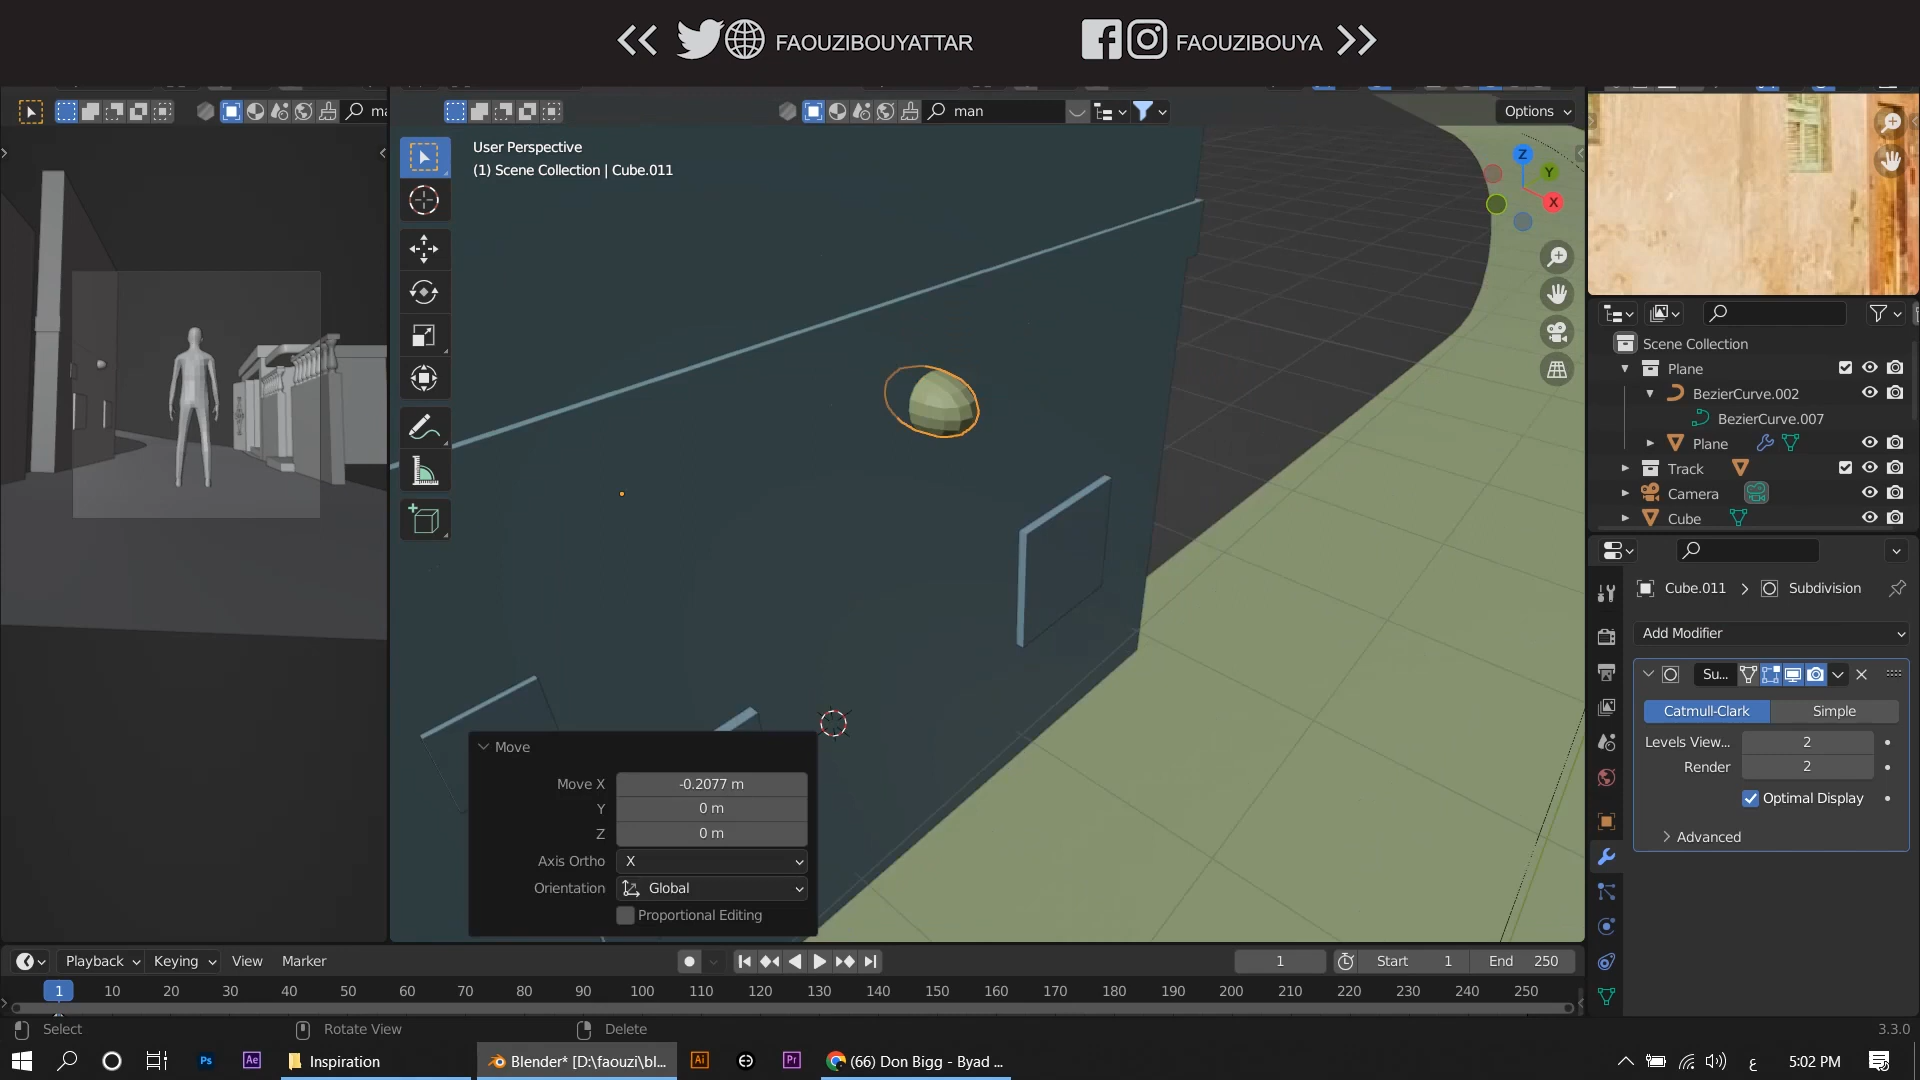 FAOUZIBOUYATTAR
FAOUZIBOUYA
man
Options
User Perspective
(1) Scene Collection | Cube.011
Z
Y
X
Scene Collection
Plane
BezierCurve.002
BezierCurve.007
Plane
Track
Camera
Cube
Cube.011
Subdivision
Add Modifier
Su...
Catmull-Clark
Simple
Levels View...
2
Render
2
Optimal Display
Advanced
Move
Move X
-0.2077 m
Y
0 m
Z
0 m
Axis Ortho
X
Orientation
Global
Proportional Editing
Playback
Keying
View
Marker
1
Start
1
End
250
1 10 20 30 40 50 60 70 80 90 100 110 120 130 140 150 160 170 180 190 200 210 220 230 240 250
Select
Rotate View
Delete
3.3.0
Ps
Ae
Inspiration
Blender* [D:\faouzi\bl...
Ai
Pr
(66) Don Bigg - Byad ...
ع
5:02 PM